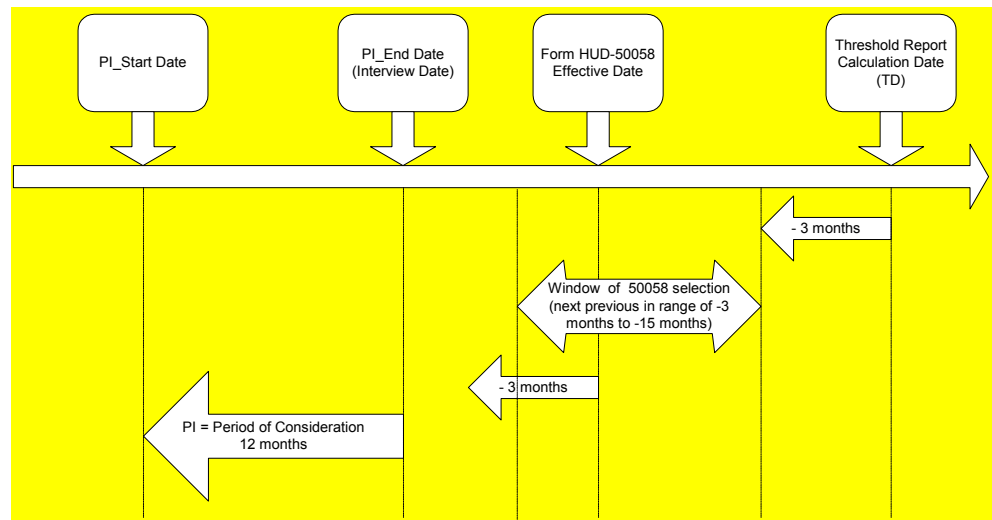 PI_Start Date
PI_End Date
(Interview Date)
Form HUD-50058
Effective Date
Threshold Report
Calculation Date
(TD)
- 3 months
Window of 50058 selection
(next previous in range of -3
months to -15 months)
- 3 months
PI = Period of Consideration
12 months